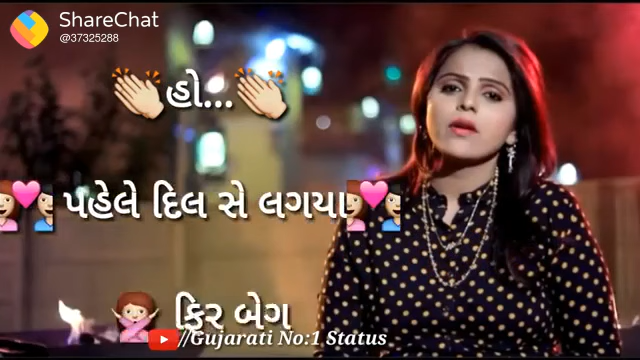 ShareChat
@37325288
હો...
પહેલે દિલ સે લગયા
ફિર બેગ
//Gujarati No:1 Status